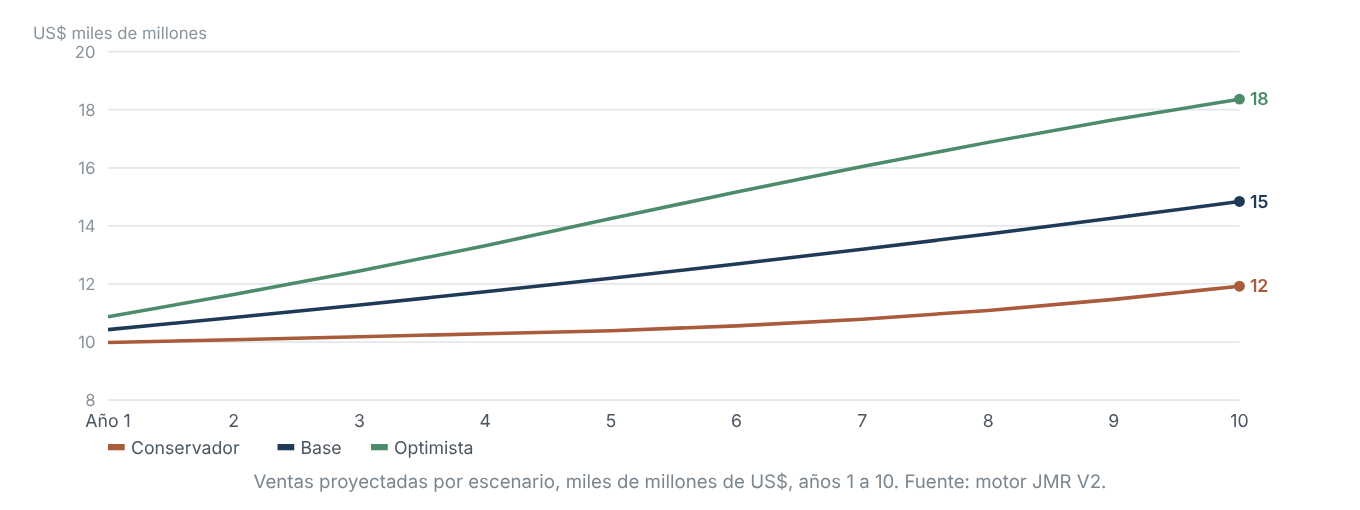 US$ miles de millones
20
18
18
16
15
14
12
12
10
8
Año 1 2 3 4 5 6 7 8 9 10
Conservador Base Optimista
Ventas proyectadas por escenario, miles de millones de US$, años 1 a 10. Fuente: motor JMR V2.